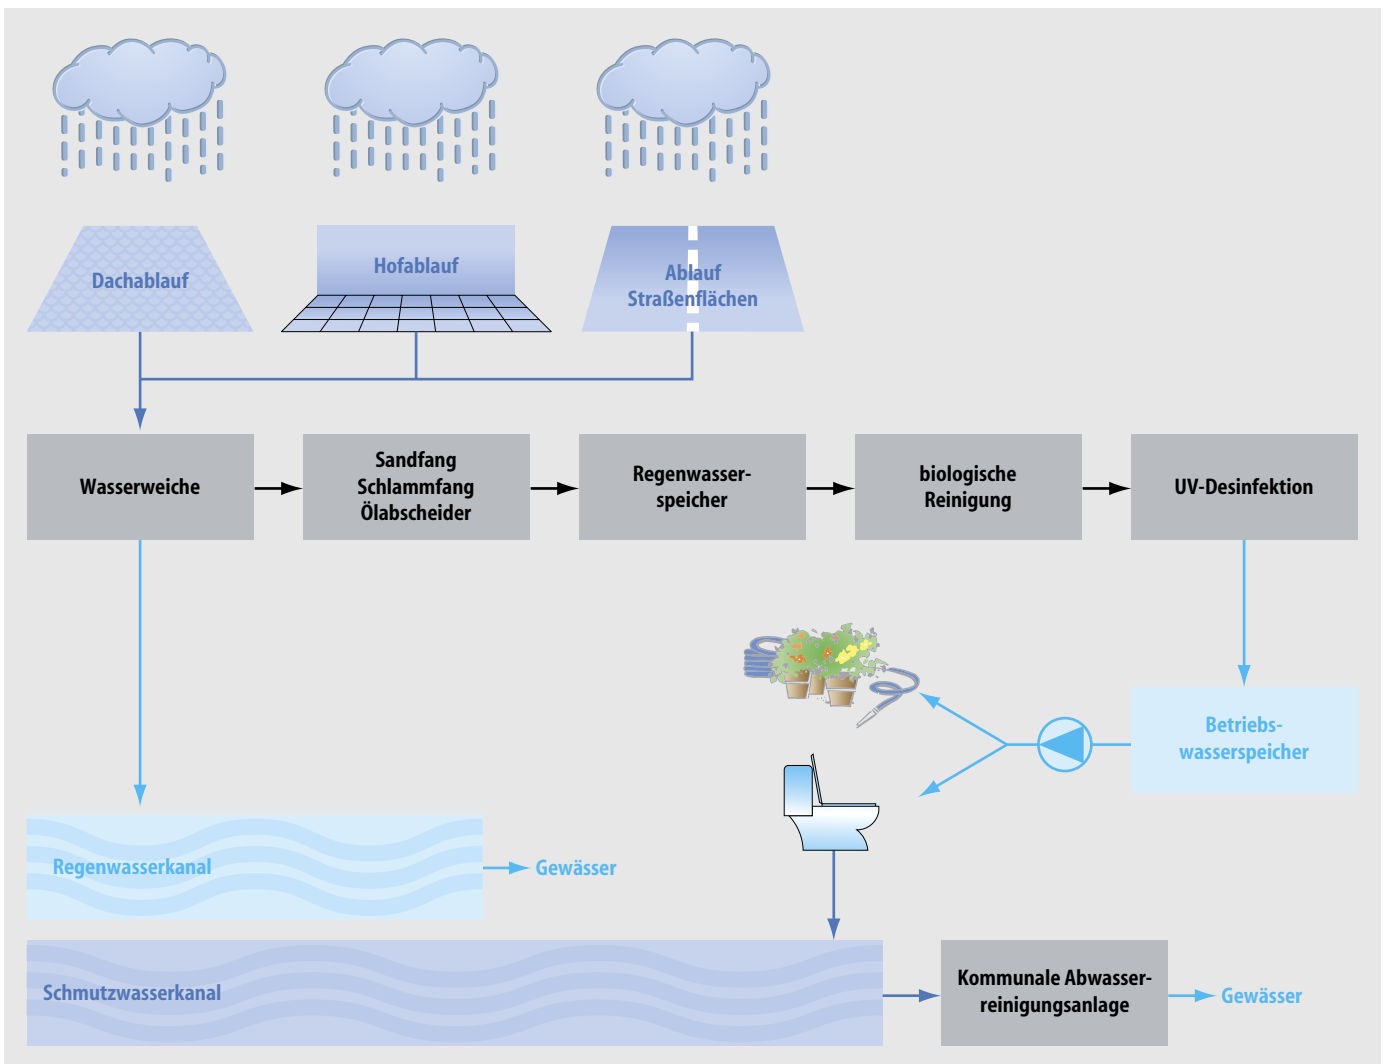 Dachablauf
Hofablauf
Ablauf
Straßenflächen
Wasserweiche
Sandfang
Schlammfang
Ölabscheider
Regenwasser-
speicher
biologische
Reinigung
UV-Desinfektion
Betriebs-
wasserspeicher
Regenwasserkanal
Gewässer
Schmutzwasserkanal
Kommunale Abwasser-
reinigungsanlage
Gewässer